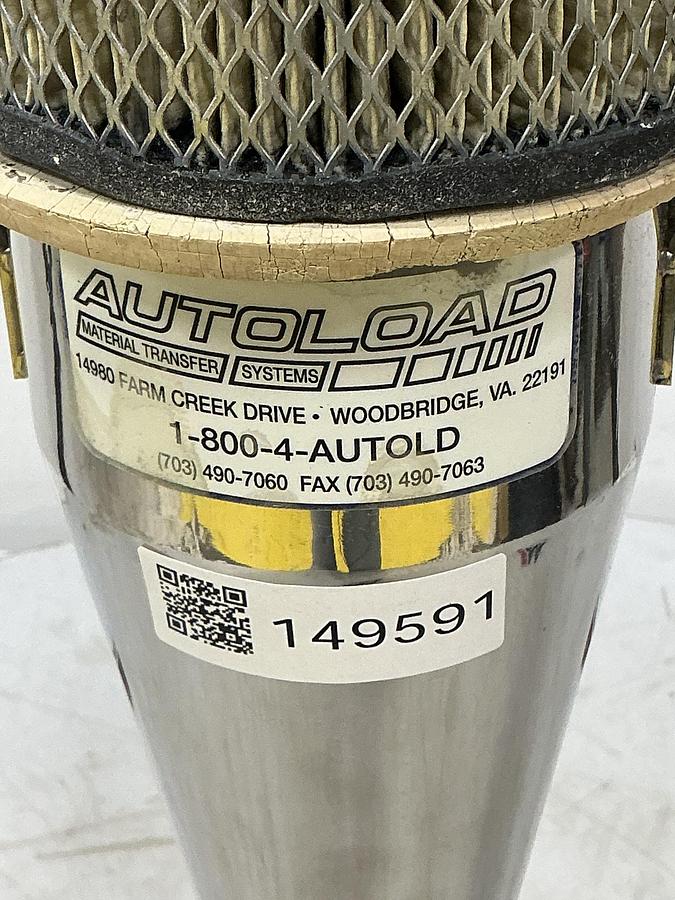 AUTOLOAD
MATERIAL TRANSFER SYSTEMS
14980 FARM CREEK DRIVE • WOODBRIDGE, VA. 22191
1-800-4-AUTOLD
(703) 490-7060 FAX (703) 490-7063
149591